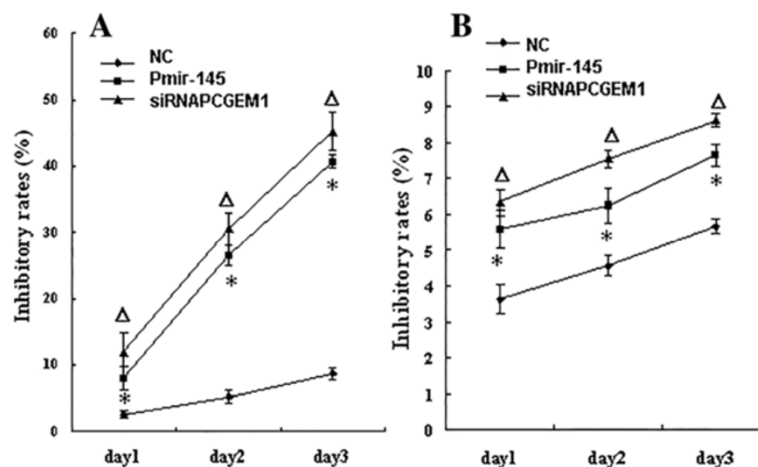 A
NC
Pmir-145
siRNAPCGEM1
Inhibitory rates (%)
60
50
40
30
20
10
0
Δ
Δ
Δ
*
*
*
day1 day2 day3
B
NC
Pmir-145
siRNAPCGEM1
Inhibitory rates (%)
10
9
8
7
6
5
4
3
2
1
0
Δ
Δ
Δ
*
*
*
day1 day2 day3